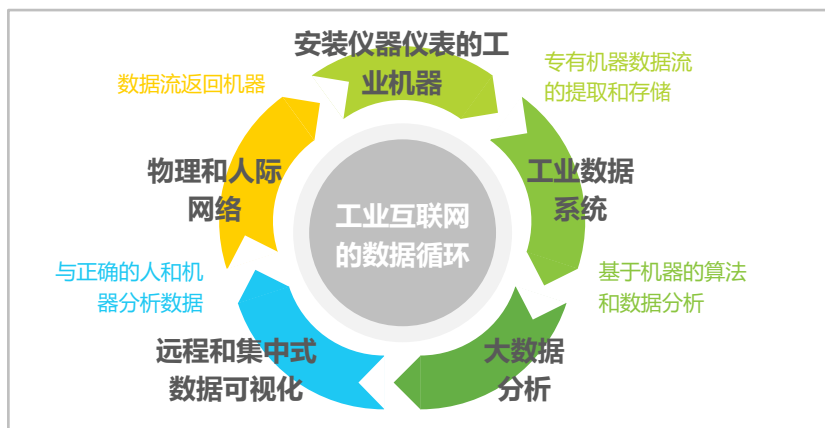 安装仪器仪表的工
业机器
专有机器数据流
的提取和存储
工业数据
系统
基于机器的算法
和数据分析
大数据
分析
远程和集中式
数据可视化
与正确的人和机
器分析数据
物理和人际
网络
数据流返回机器
工业互联网
的数据循环